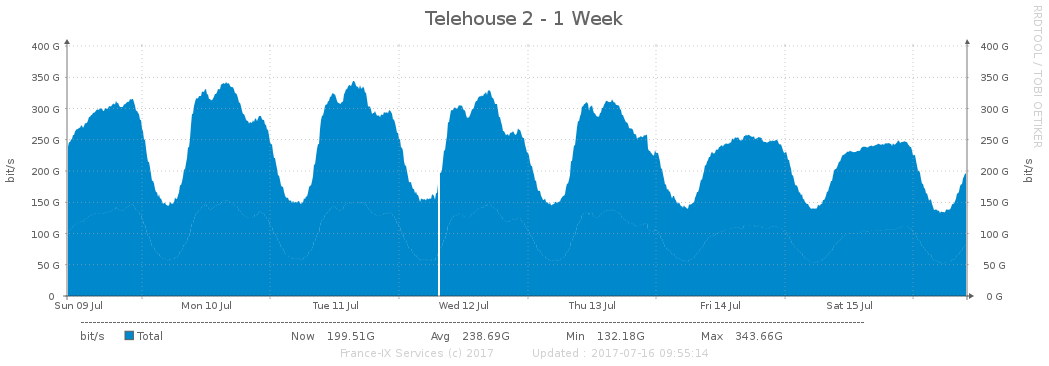 Telehouse 2 - 1 Week
RRDTOOL / TOBI OETIKER
400 G 400 G
350 G 350 G
300 G 300 G
250 G 250 G
200 G 200 G
150 G 150 G
100 G 100 G
50 G 50 G
0 0 G
bit/s bit/s
Sun 09 Jul Mon 10 Jul Tue 11 Jul Wed 12 Jul Thu 13 Jul Fri 14 Jul Sat 15 Jul
bit/s Total Now 199.51G Avg 238.69G Min 132.18G Max 343.66G
France-IX Services (c) 2017 Updated : 2017-07-16 09:55:14